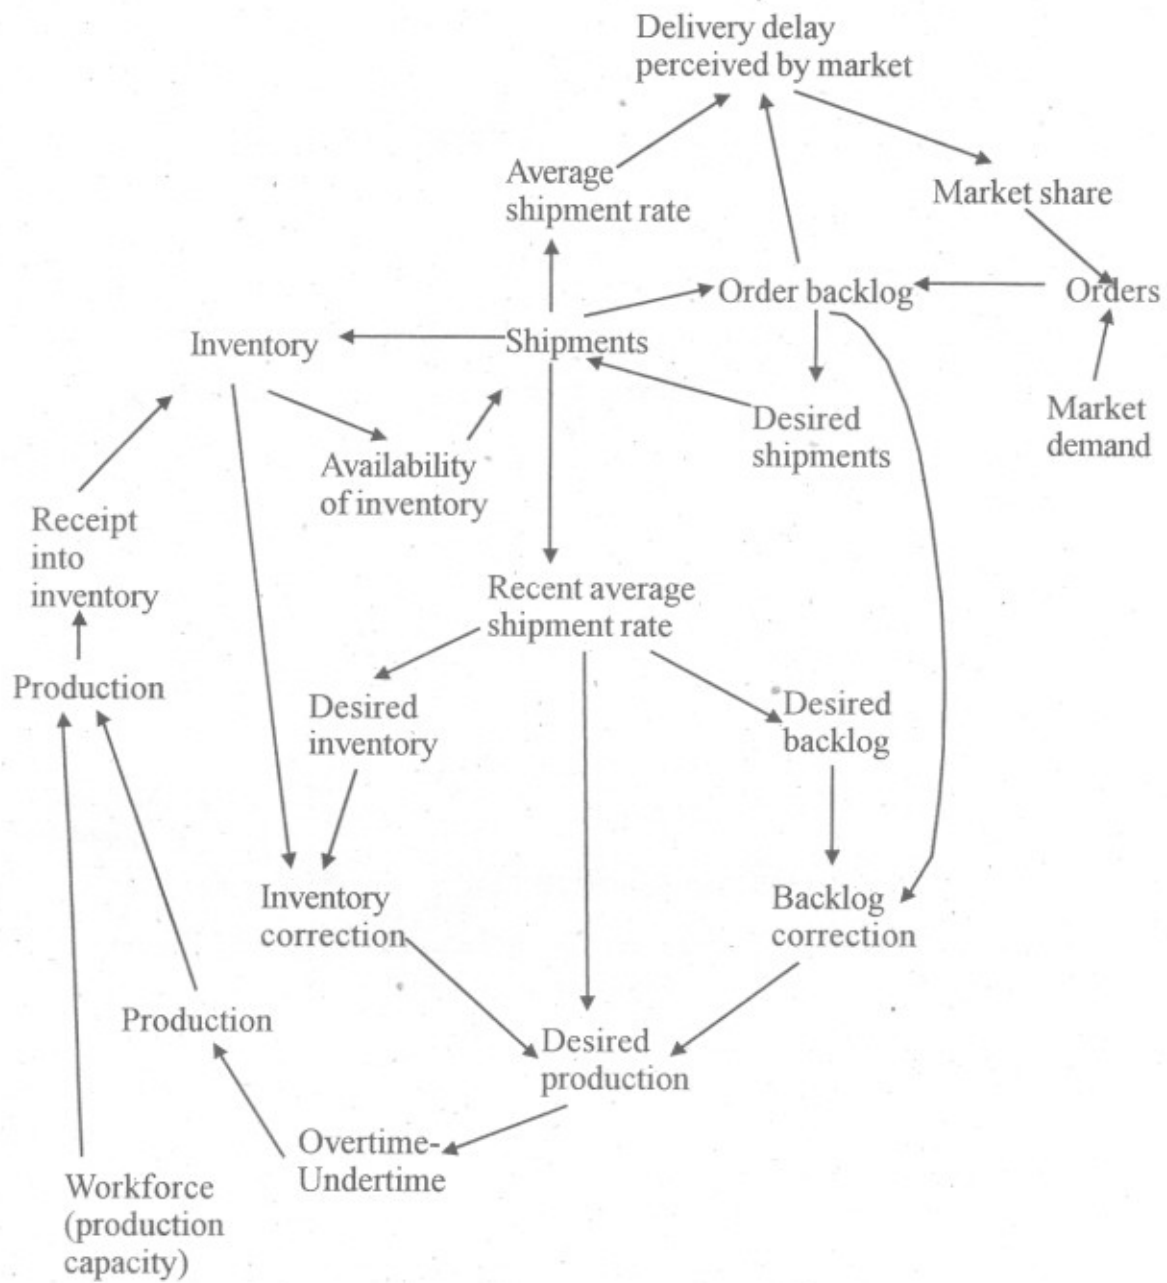 Delivery delay
perceived by market
Average
shipment rate
Market share
Order backlog
Orders
Inventory
Shipments
Market
demand
Desired
shipments
Availability
of inventory
Receipt
into
inventory
Recent average
shipment rate
Production
Desired
inventory
Desired
backlog
Inventory
correction
Backlog
correction
Production
Desired
production
Overtime-
Undertime
Workforce
(production
capacity)